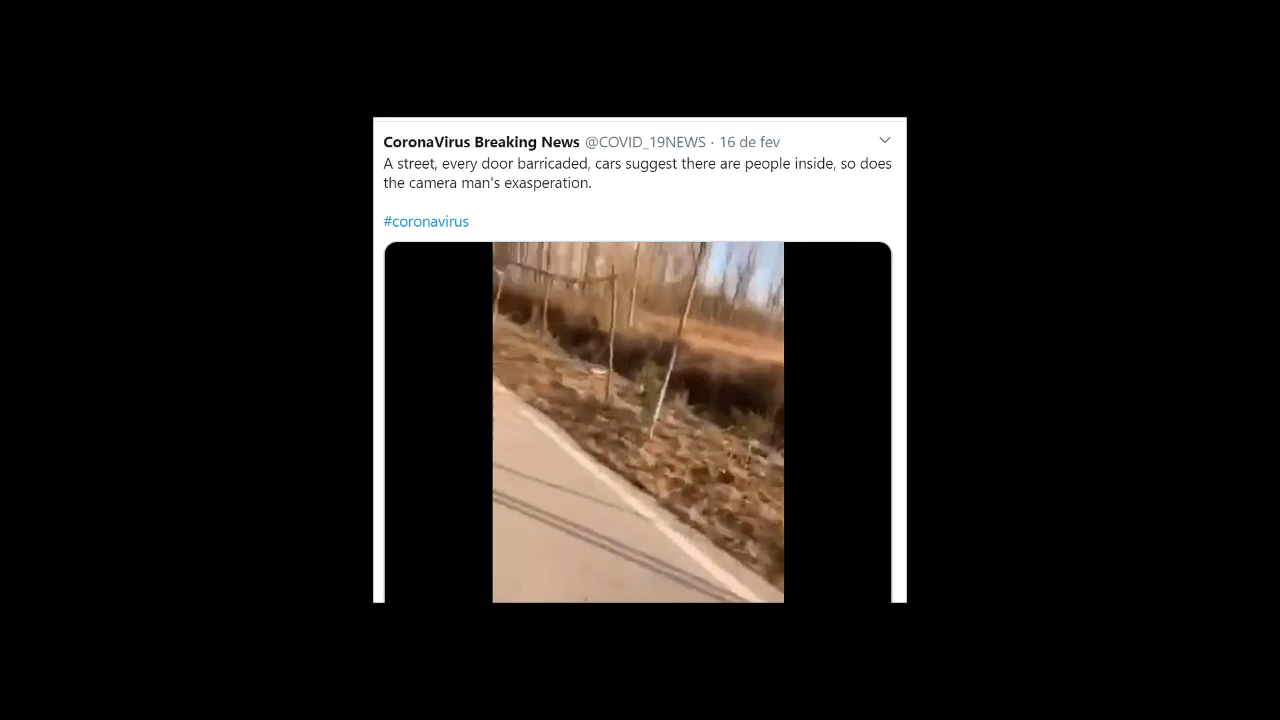 CoronaVirus Breaking News @COVID_19NEWS · 16 de fev
A street, every door barricaded, cars suggest there are people inside, so does
the camera man's exasperation.
#coronavirus